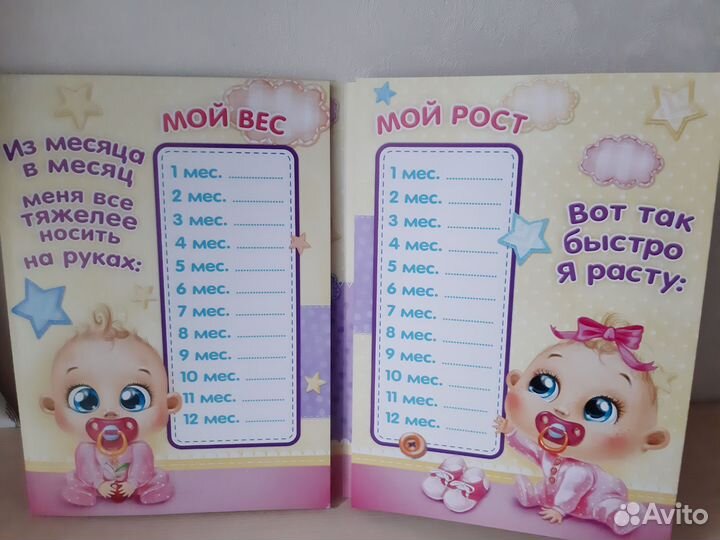 Из месяца
в месяц
меня все
тяжелее
носить
на руках:
МОЙ ВЕС
1 мес. ..................
2 мес. ..................
3 мес. ..................
4 мес. ..................
5 мес. ..................
6 мес. ..................
7 мес. ..................
8 мес. ..................
9 мес. ..................
10 мес. ..................
11 мес. ..................
12 мес. ..................
МОЙ РОСТ
1 мес. ..................
2 мес. ..................
3 мес. ..................
4 мес. ..................
5 мес. ..................
6 мес. ..................
7 мес. ..................
8 мес. ..................
9 мес. ..................
10 мес. ..................
11 мес. ..................
12 мес. ..................
Вот так
быстро
я расту:
Avito